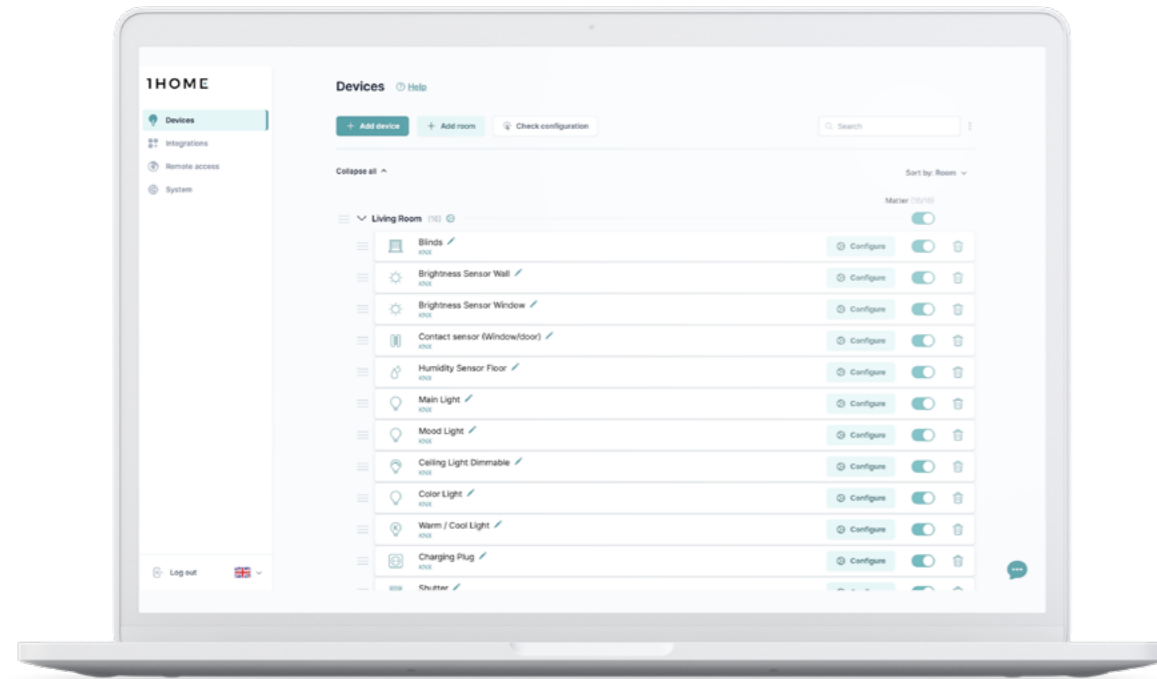 1HOME
Devices
Integrations
Remote access
System
Log out
Devices Help
+ Add device + Add room Check configuration Search
Collapse all Sort by: Room
Matter
Living Room
Blinds
KNX
Configure
Brightness Sensor Wall
KNX
Configure
Brightness Sensor Window
KNX
Configure
Contact sensor (Window/door)
KNX
Configure
Humidity Sensor Floor
KNX
Configure
Main Light
KNX
Configure
Mood Light
KNX
Configure
Ceiling Light Dimmable
KNX
Configure
Color Light
KNX
Configure
Warm / Cool Light
KNX
Configure
Charging Plug
KNX
Configure
Shutter